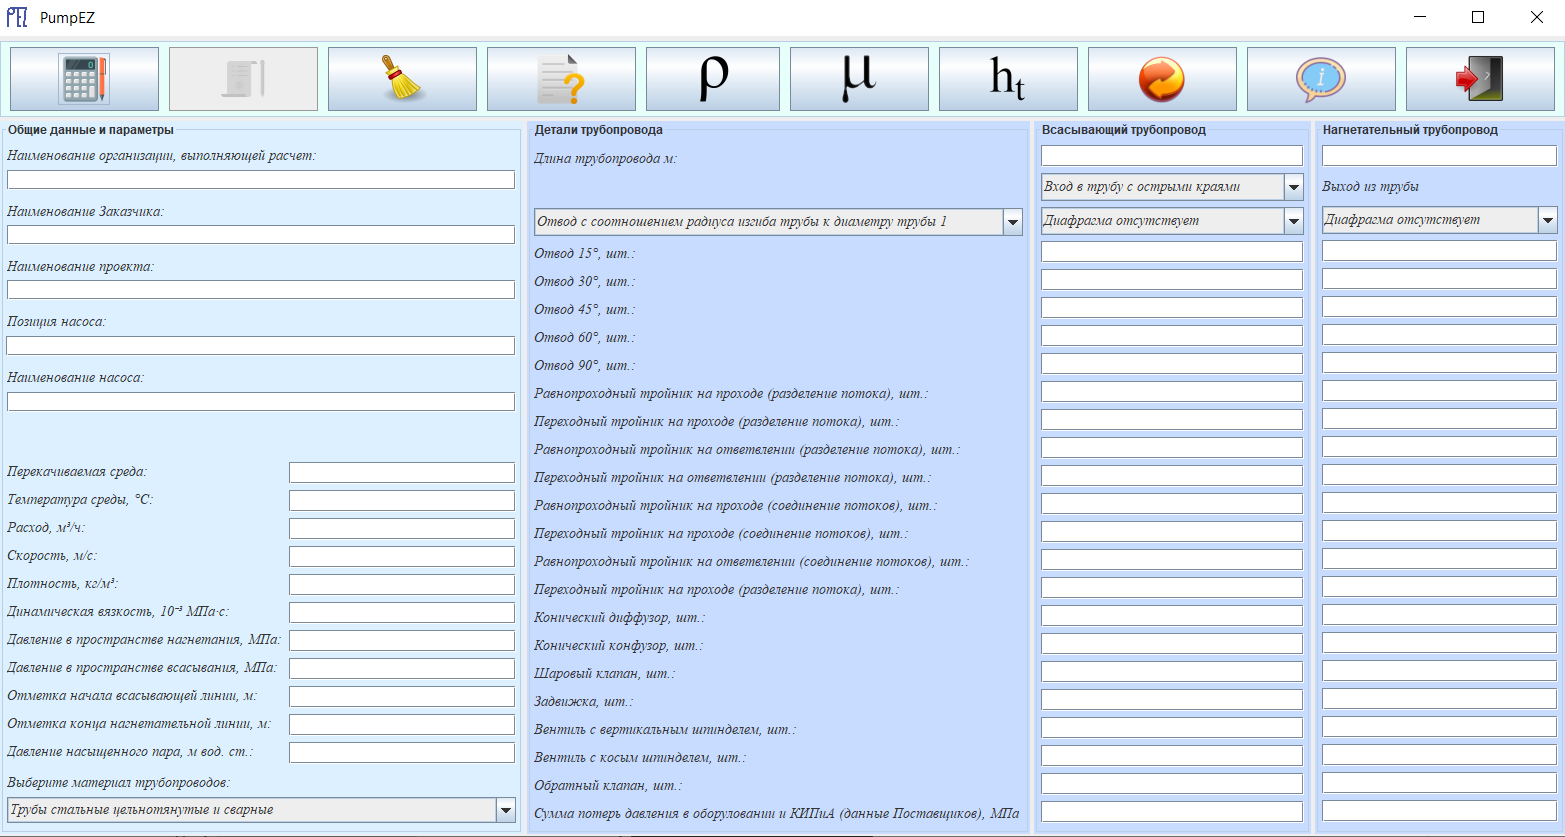 PEZ
PumpEZ
0
?
ρ
μ
ht
i
Общие данные и параметры
Наименование организации, выполняющей расчет:
Наименование Заказчика:
Наименование проекта:
Позиция насоса:
Наименование насоса:
Перекачиваемая среда:
Температура среды, °С:
Расход, м³/ч:
Скорость, м/с:
Плотность, кг/м³:
Динамическая вязкость, 10⁻³ МПа·с:
Давление в пространстве нагнетания, МПа:
Давление в пространстве всасывания, МПа:
Отметка начала всасывающей линии, м:
Отметка конца нагнетательной линии, м:
Давление насыщенного пара, м вод. ст.:
Выберите материал трубопроводов:
Трубы стальные цельнотянутые и сварные
Детали трубопровода
Длина трубопровода м:
Отвод с соотношением радиуса изгиба трубы к диаметру трубы 1
Отвод 15°, шт.:
Отвод 30°, шт.:
Отвод 45°, шт.:
Отвод 60°, шт.:
Отвод 90°, шт.:
Равнопроходный тройник на проходе (разделение потока), шт.:
Переходный тройник на проходе (разделение потока), шт.:
Равнопроходный тройник на ответвлении (разделение потока), шт.:
Переходный тройник на ответвлении (разделение потока), шт.:
Равнопроходный тройник на проходе (соединение потоков), шт.:
Переходный тройник на проходе (соединение потоков), шт.:
Равнопроходный тройник на ответвлении (соединение потоков), шт.:
Переходный тройник на проходе (разделение потока), шт.:
Конический диффузор, шт.:
Конический конфузор, шт.:
Шаровый клапан, шт.:
Задвижка, шт.:
Вентиль с вертикальным шпинделем, шт.:
Вентиль с косым шпинделем, шт.:
Обратный клапан, шт.:
Сумма потерь давления в оборуловании и КИПиА (данные Поставщиков), МПа
Всасывающий трубопровод
Вход в трубу с острыми краями
Диафрагма отсутствует
Нагнетательный трубопровод
Выход из трубы
Диафрагма отсутствует